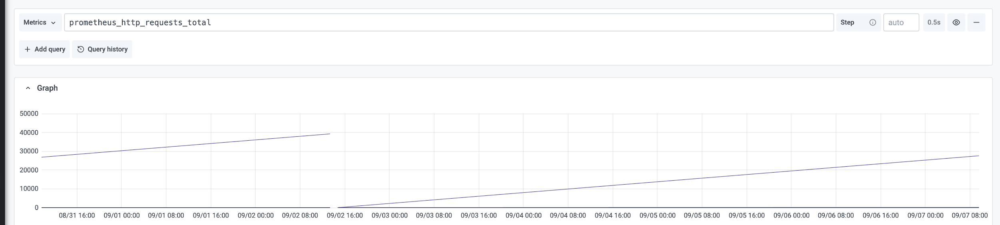 Metrics prometheus_http_requests_total Step auto 0.5s
Add query Query history
Graph
50000
40000
30000
20000
10000
0
08/31 16:00 09/01 00:00 09/01 08:00 09/01 16:00 09/02 00:00 09/02 08:00 09/02 16:00 09/03 00:00 09/03 08:00 09/03 16:00 09/04 00:00 09/04 08:00 09/04 16:00 09/05 00:00 09/05 08:00 09/05 16:00 09/06 00:00 09/06 08:00 09/06 16:00 09/07 00:00 09/07 08:00